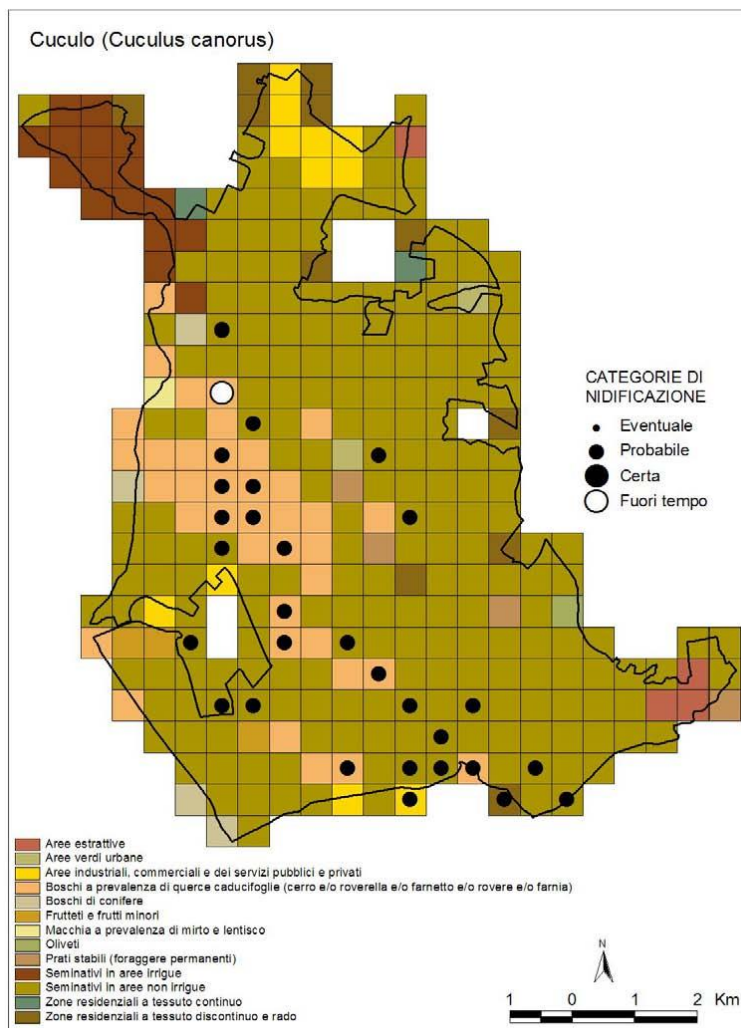 Cuculo (Cuculus canorus)
CATEGORIE DI
NIDIFICAZIONE
Eventuale
Probabile
Certa
Fuori tempo
Aree estrattive
Aree verdi urbane
Aree industriali, commerciali e dei servizi pubblici e privati
Boschi a prevalenza di querce caducifoglie (cerro e/o roverella e/o farnetto e/o rovere e/o farnia)
Boschi di conifere
Frutteti e frutti minori
Macchia a prevalenza di mirto e lentisco
Oliveti
Prati stabili (foraggere permanenti)
Seminativi in aree irrigue
Seminativi in aree non irrigue
Zone residenziali a tessuto continuo
Zone residenziali a tessuto discontinuo e rado
N
1 0 1 2 Km